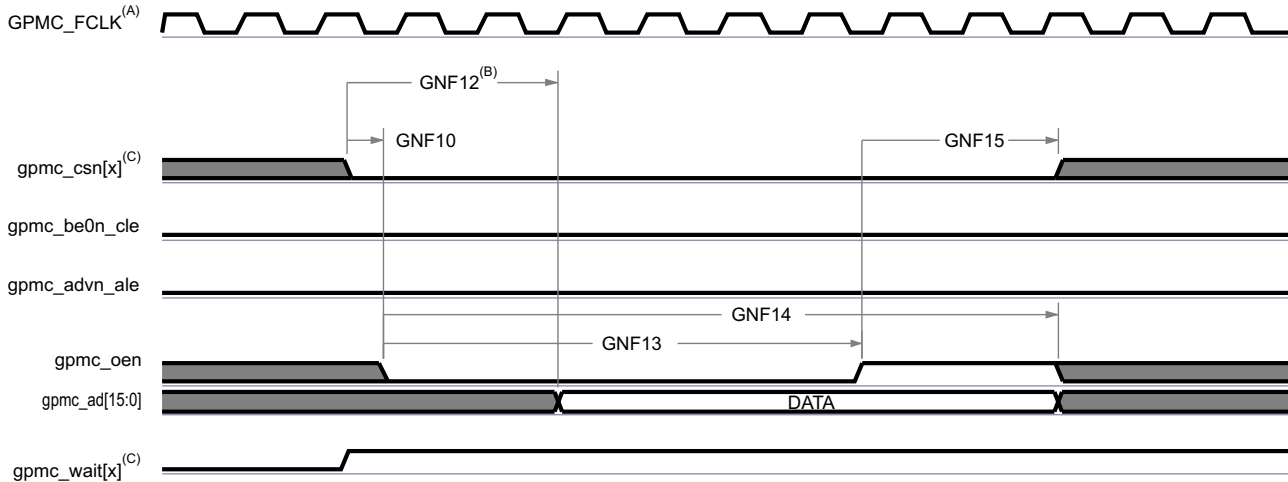 GPMC_FCLK(A)
GNF12(B)
GNF10
GNF15
gpmc_csn[x](C)
gpmc_be0n_cle
gpmc_advn_ale
GNF14
GNF13
gpmc_oen
gpmc_ad[15:0]
DATA
gpmc_wait[x](C)